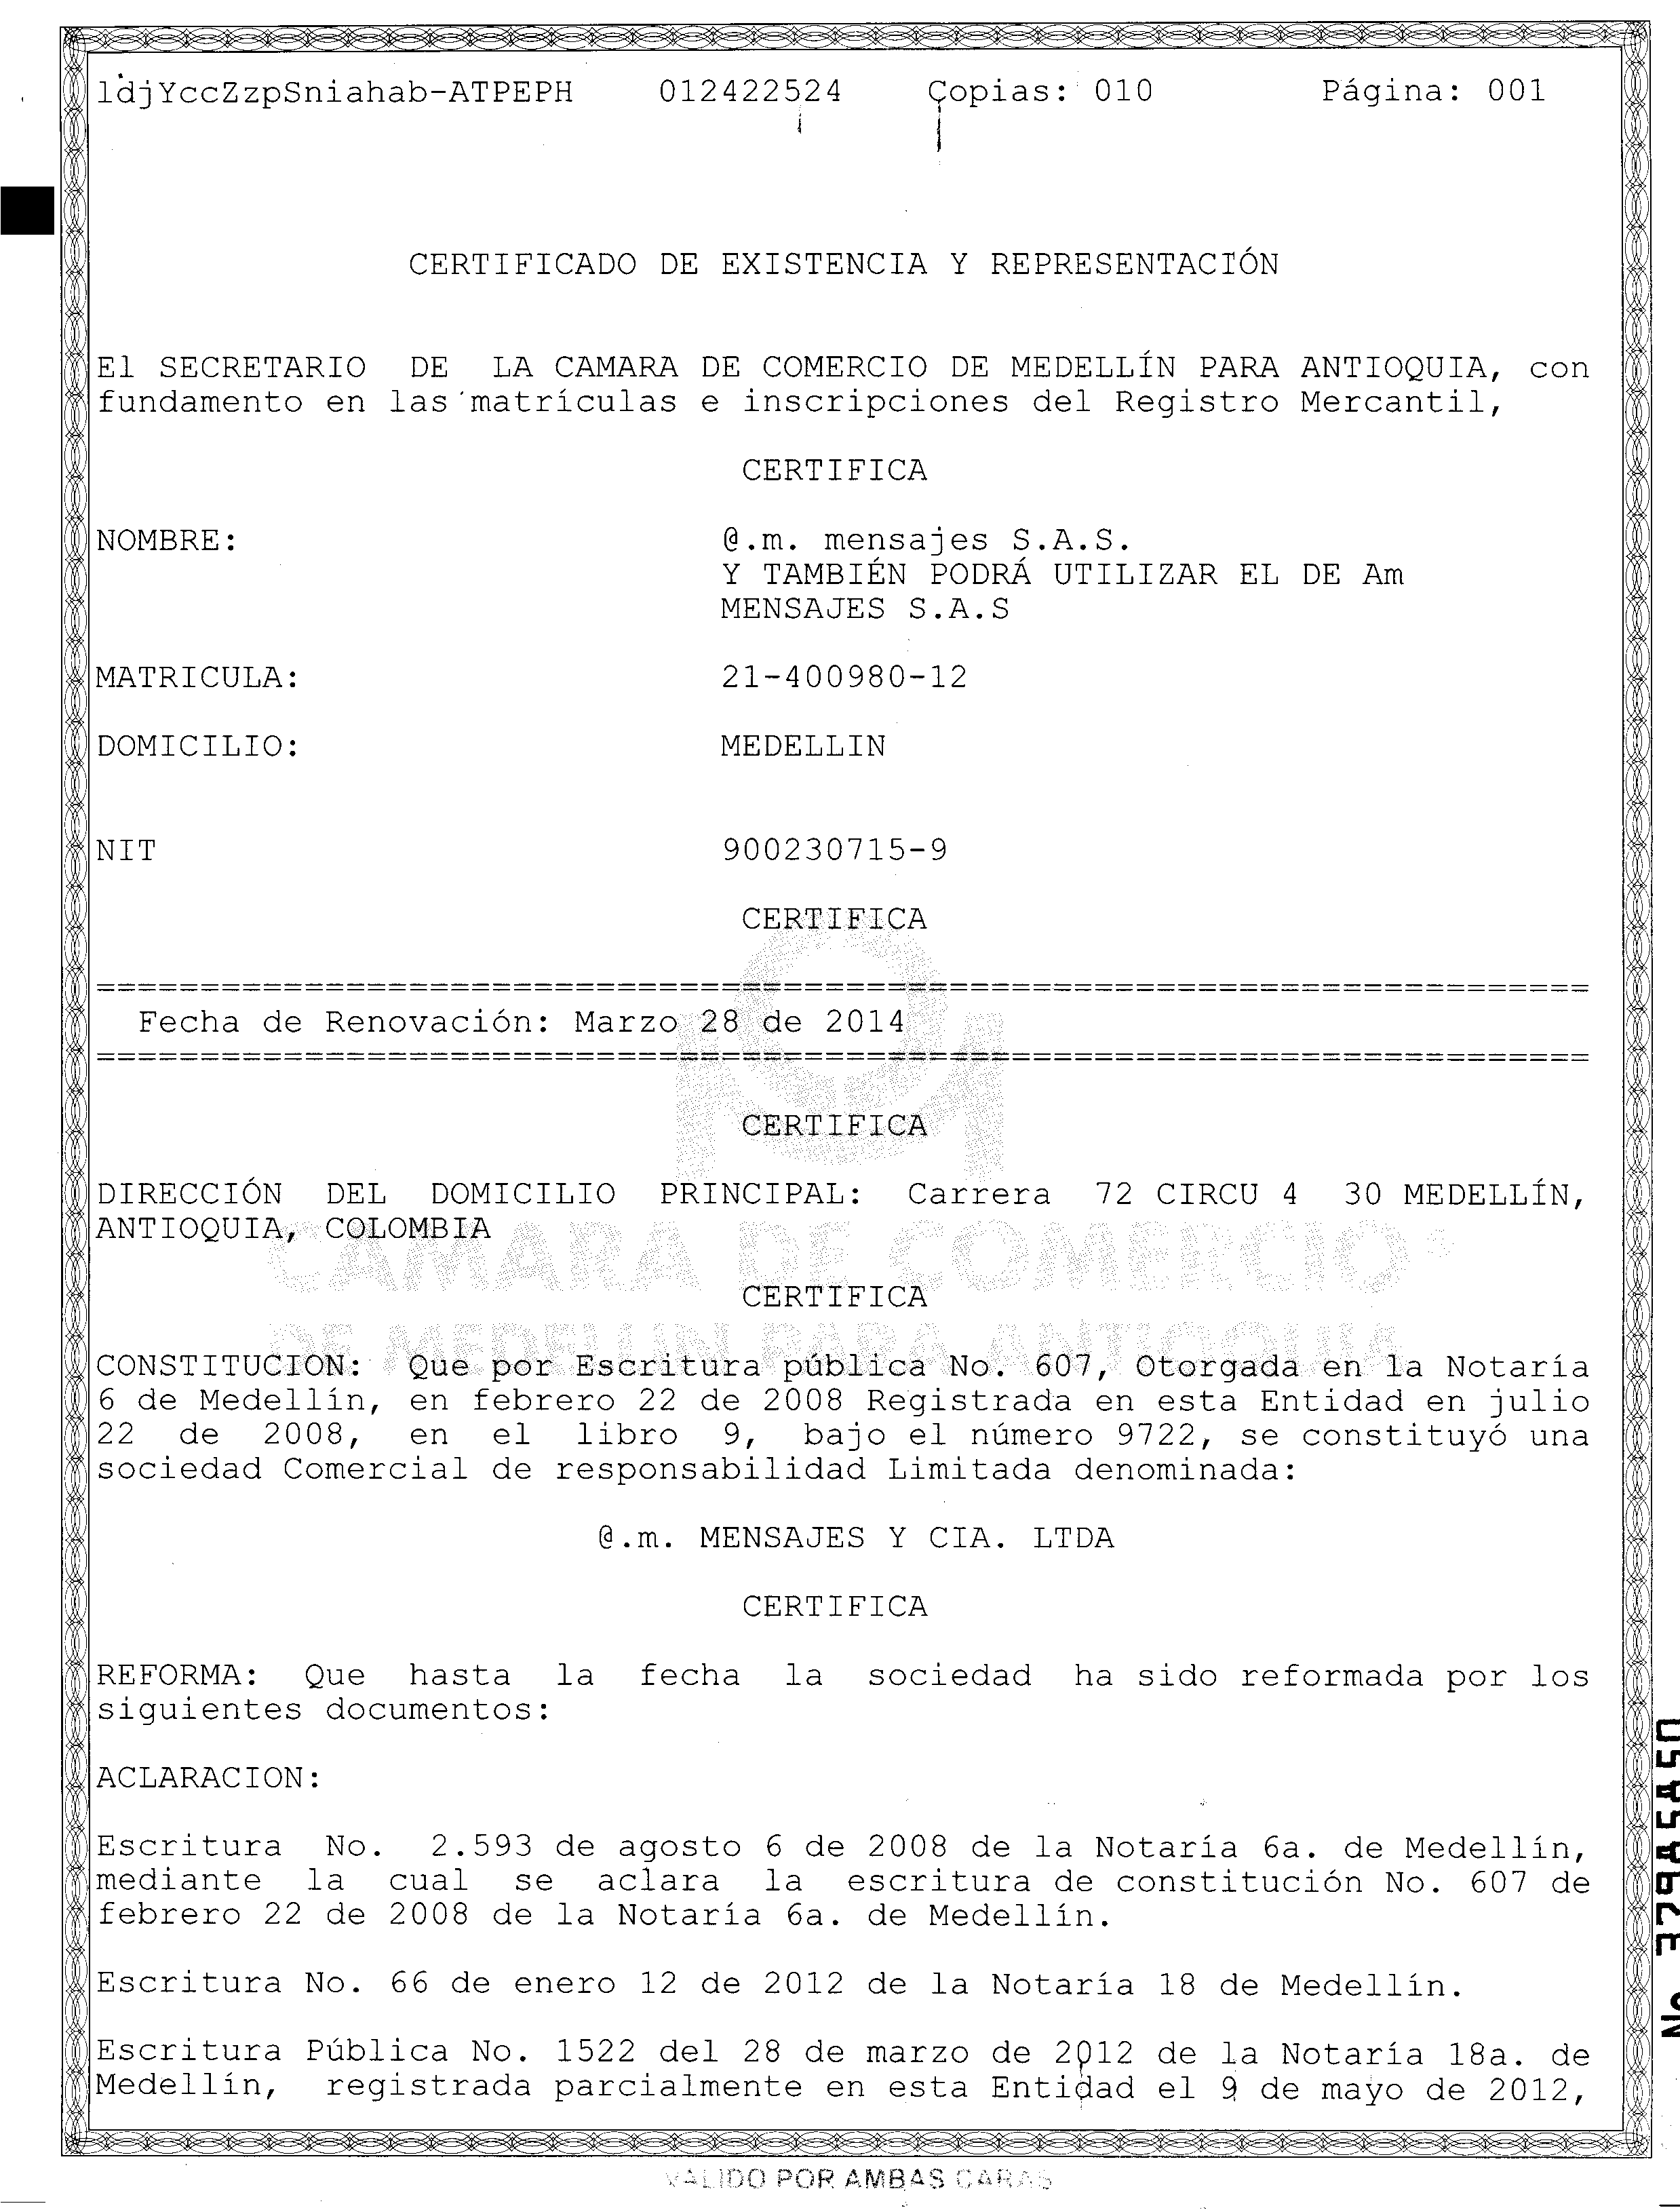 ldjYccZzpSniahab-ATPEPH 012422524 Copias: 010 Página: 001
CERTIFICADO DE EXISTENCIA Y REPRESENTACIÓN
El SECRETARIO DE LA CAMARA DE COMERCIO DE MEDELLÍN PARA ANTIOQUIA, con
fundamento en las matrículas e inscripciones del Registro Mercantil,
CERTIFICA
NOMBRE: @.m. mensajes S.A.S.
Y TAMBIÉN PODRÁ UTILIZAR EL DE Am
MENSAJES S.A.S
MATRICULA: 21-400980-12
DOMICILIO: MEDELLIN
NIT 900230715-9
CERTIFICA
========================================================================
Fecha de Renovación: Marzo 28 de 2014
========================================================================
CERTIFICA
DIRECCIÓN DEL DOMICILIO PRINCIPAL: Carrera 72 CIRCU 4 30 MEDELLÍN,
ANTIOQUIA, COLOMBIA
CAMARA DE COMERCIO
CERTIFICA
DE MEDELLIN PARA ANTIOQUIA
CONSTITUCION: Que por Escritura pública No. 607, Otorgada en la Notaría
6 de Medellín, en febrero 22 de 2008 Registrada en esta Entidad en julio
22 de 2008, en el libro 9, bajo el número 9722, se constituyó una
sociedad Comercial de responsabilidad Limitada denominada:
@.m. MENSAJES Y CIA. LTDA
CERTIFICA
REFORMA: Que hasta la fecha la sociedad ha sido reformada por los
siguientes documentos:
ACLARACION:
Escritura No. 2.593 de agosto 6 de 2008 de la Notaría 6a. de Medellín,
mediante la cual se aclara la escritura de constitución No. 607 de
febrero 22 de 2008 de la Notaría 6a. de Medellín.
Escritura No. 66 de enero 12 de 2012 de la Notaría 18 de Medellín.
Escritura Pública No. 1522 del 28 de marzo de 2012 de la Notaría 18a. de
Medellín, registrada parcialmente en esta Entidad el 9 de mayo de 2012,
VALIDO POR AMBAS CARAS
No